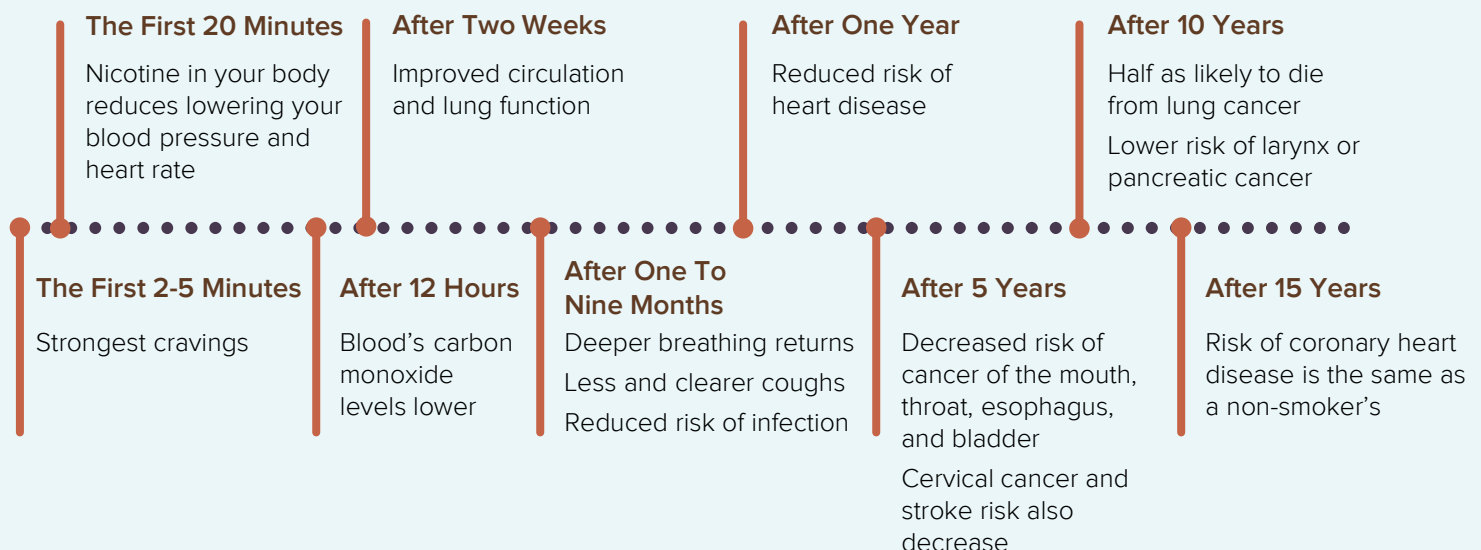 The First 20 Minutes
Nicotine in your body
reduces lowering your
blood pressure and
heart rate
After Two Weeks
Improved circulation
and lung function
After One Year
Reduced risk of
heart disease
After 10 Years
Half as likely to die
from lung cancer
Lower risk of larynx or
pancreatic cancer
The First 2-5 Minutes
Strongest cravings
After 12 Hours
Blood’s carbon
monoxide
levels lower
After One To
Nine Months
Deeper breathing returns
Less and clearer coughs
Reduced risk of infection
After 5 Years
Decreased risk of
cancer of the mouth,
throat, esophagus,
and bladder
Cervical cancer and
stroke risk also
decrease
After 15 Years
Risk of coronary heart
disease is the same as
a non-smoker’s